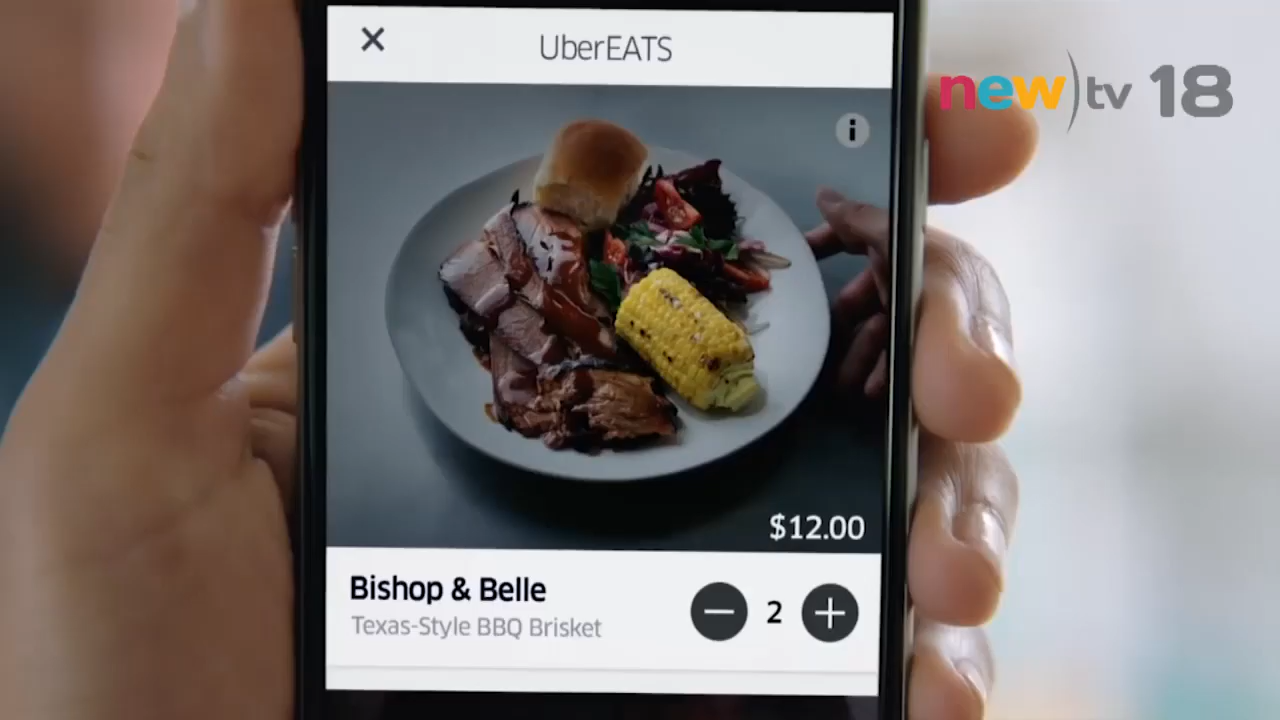 UberEATS
new)tv 18
i
$12.00
Bishop & Belle
Texas-Style BBQ Brisket
2